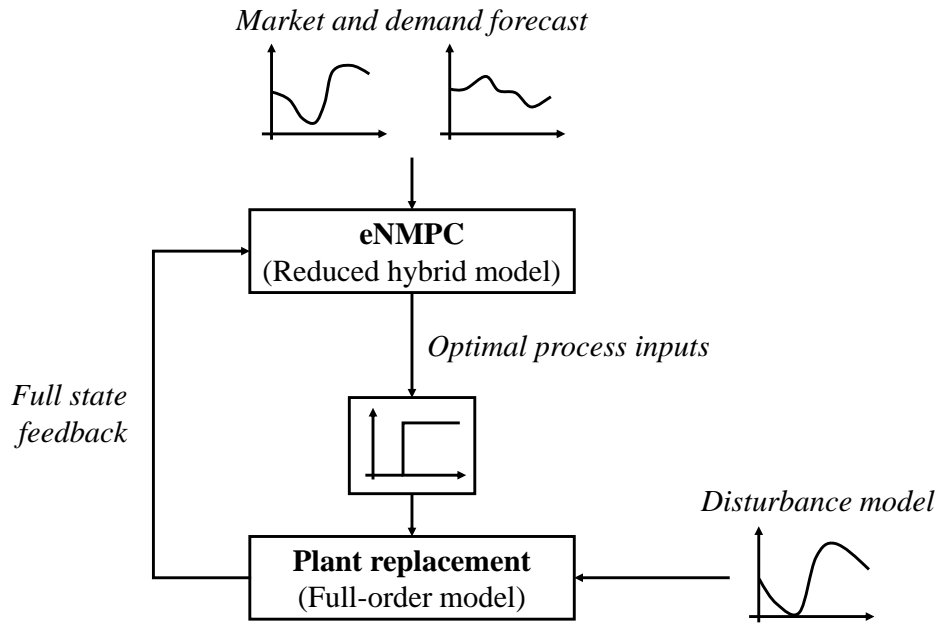 Market and demand forecast
eNMPC
(Reduced hybrid model)
Optimal process inputs
Full state
feedback
Disturbance model
Plant replacement
(Full-order model)